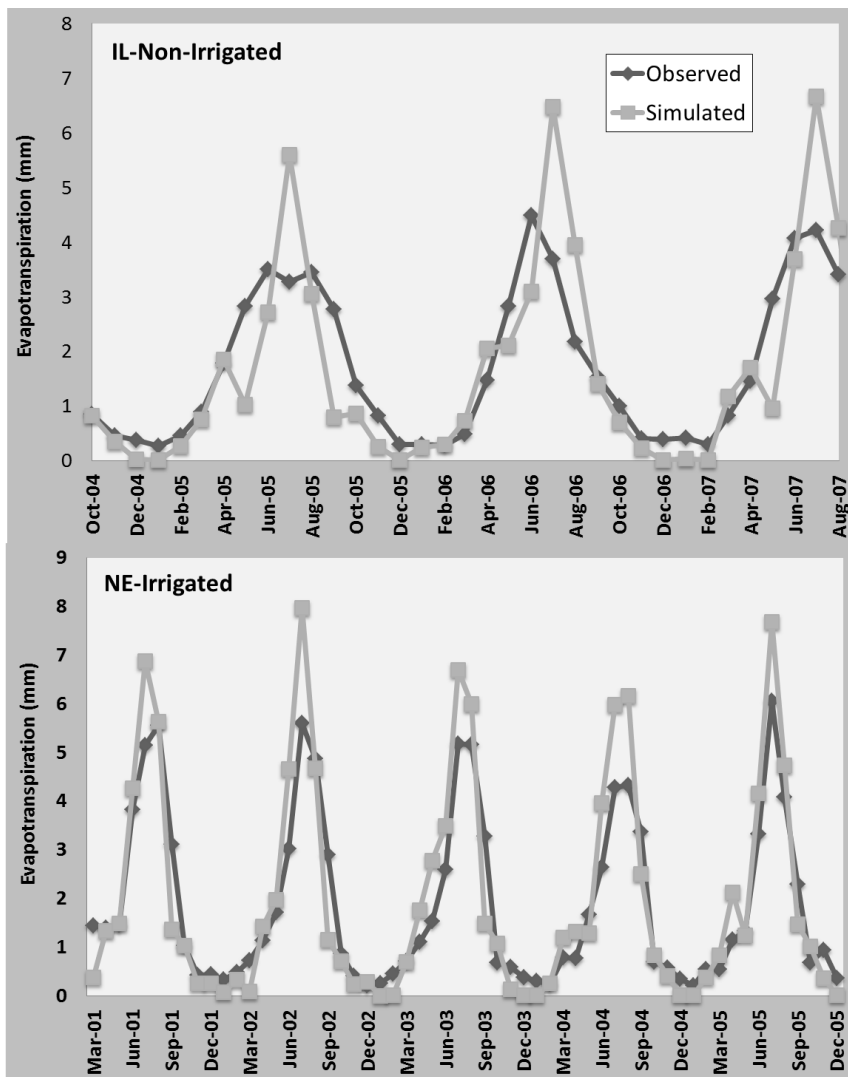 IL-Non-Irrigated
Observed
Simulated
Evapotranspiration (mm)
8
7
6
5
4
3
2
1
0
Oct-04 Dec-04 Feb-05 Apr-05 Jun-05 Aug-05 Oct-05 Dec-05 Feb-06 Apr-06 Jun-06 Aug-06 Oct-06 Dec-06 Feb-07 Apr-07 Jun-07 Aug-07
NE-Irrigated
Evapotranspiration (mm)
9
8
7
6
5
4
3
2
1
0
Mar-01 Jun-01 Sep-01 Dec-01 Mar-02 Jun-02 Sep-02 Dec-02 Mar-03 Jun-03 Sep-03 Dec-03 Mar-04 Jun-04 Sep-04 Dec-04 Mar-05 Jun-05 Sep-05 Dec-05